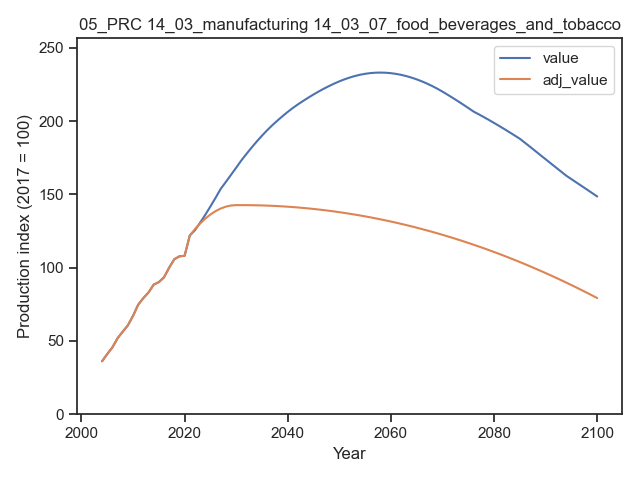 05_PRC 14_03_manufacturing 14_03_07_food_beverages_and_tobacco
250
200
150
100
50
0
Production index (2017 = 100)
value
adj_value
2000 2020 2040 2060 2080 2100
Year